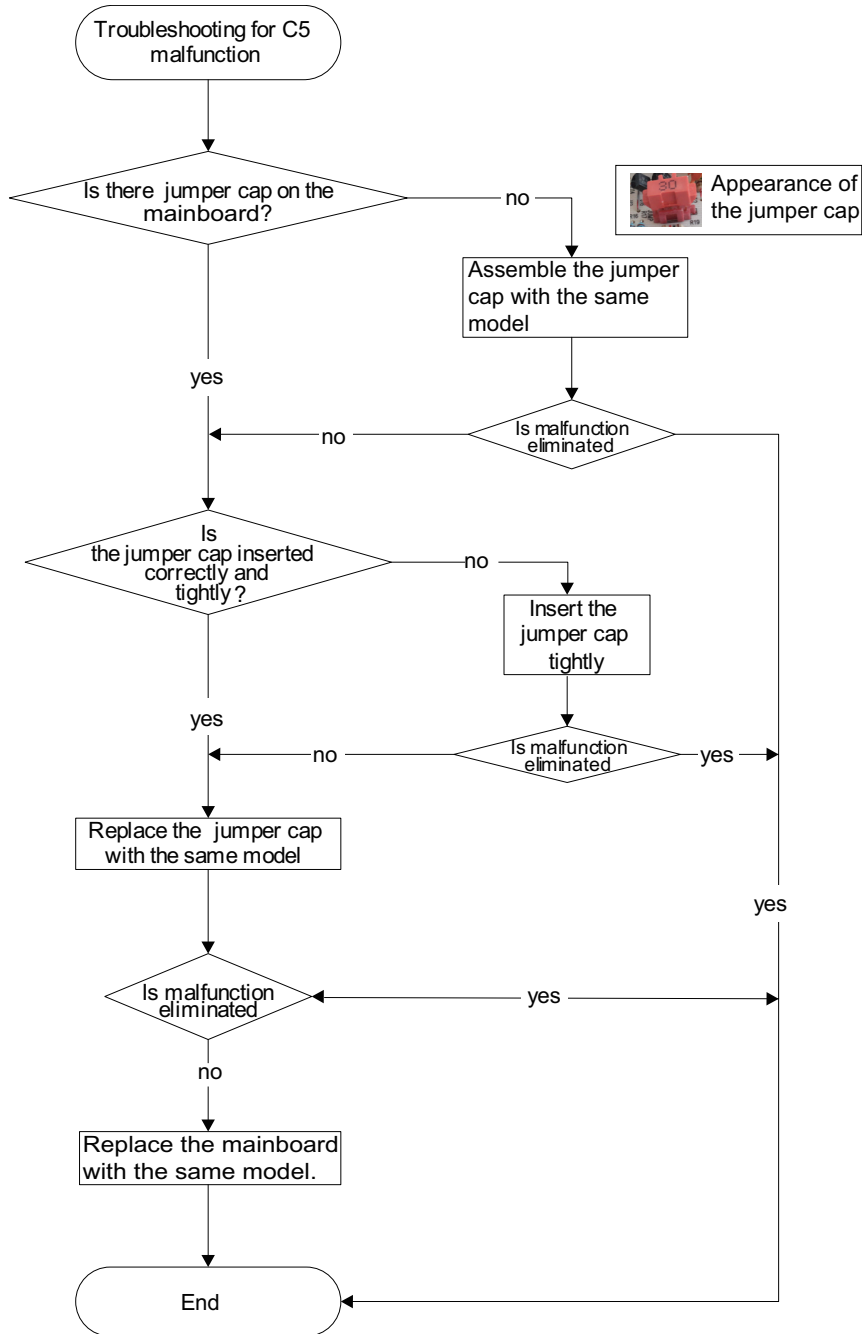 Troubleshooting for C5
malfunction
Is there jumper cap on the
mainboard?
no
30
Appearance of
the jumper cap
Assemble the jumper
cap with the same
model
yes
Is malfunction
eliminated
no
Is
the jumper cap inserted
correctly and
tightly?
no
Insert the
jumper cap
tightly
yes
Is malfunction
eliminated
no
yes
Replace the jumper cap
with the same model
yes
Is malfunction
eliminated
yes
no
Replace the mainboard
with the same model.
End